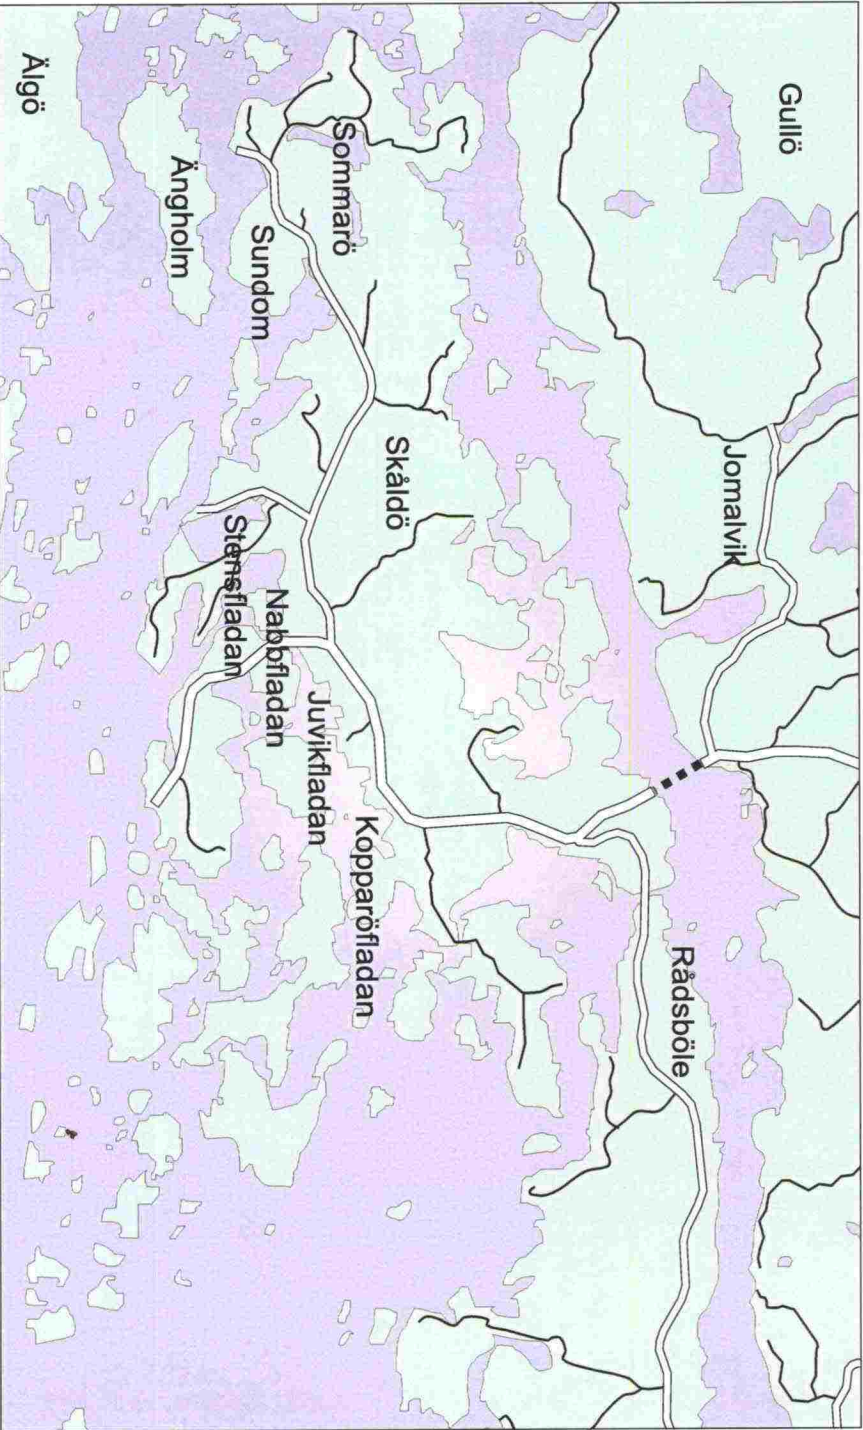 Gullö
Jomalvik
Rådsböle
Sommarö
Skåldö
Kopparöfladan
Juvikfladan
Sundom
Nabbfladan
Stensfladan
Ängholm
Älgö